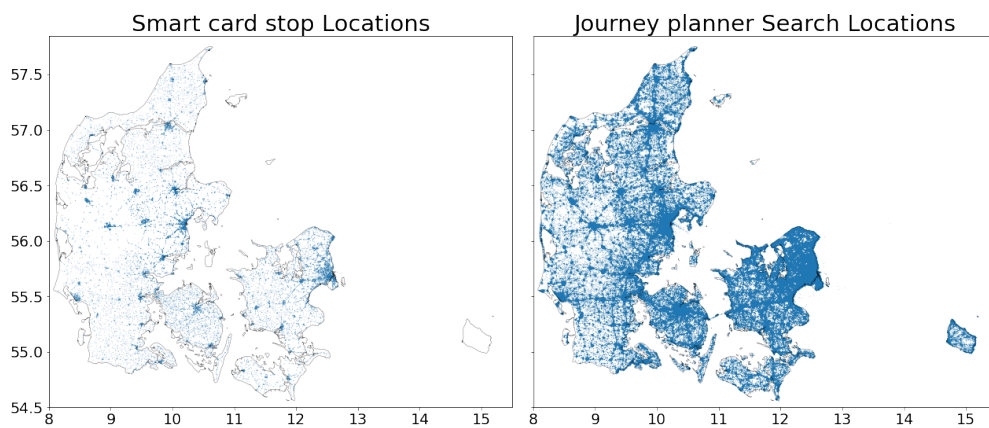 Smart card stop Locations
Journey planner Search Locations
57.5
57.0
56.5
56.0
55.5
55.0
54.5
8 9 10 11 12 13 14 15
8 9 10 11 12 13 14 15